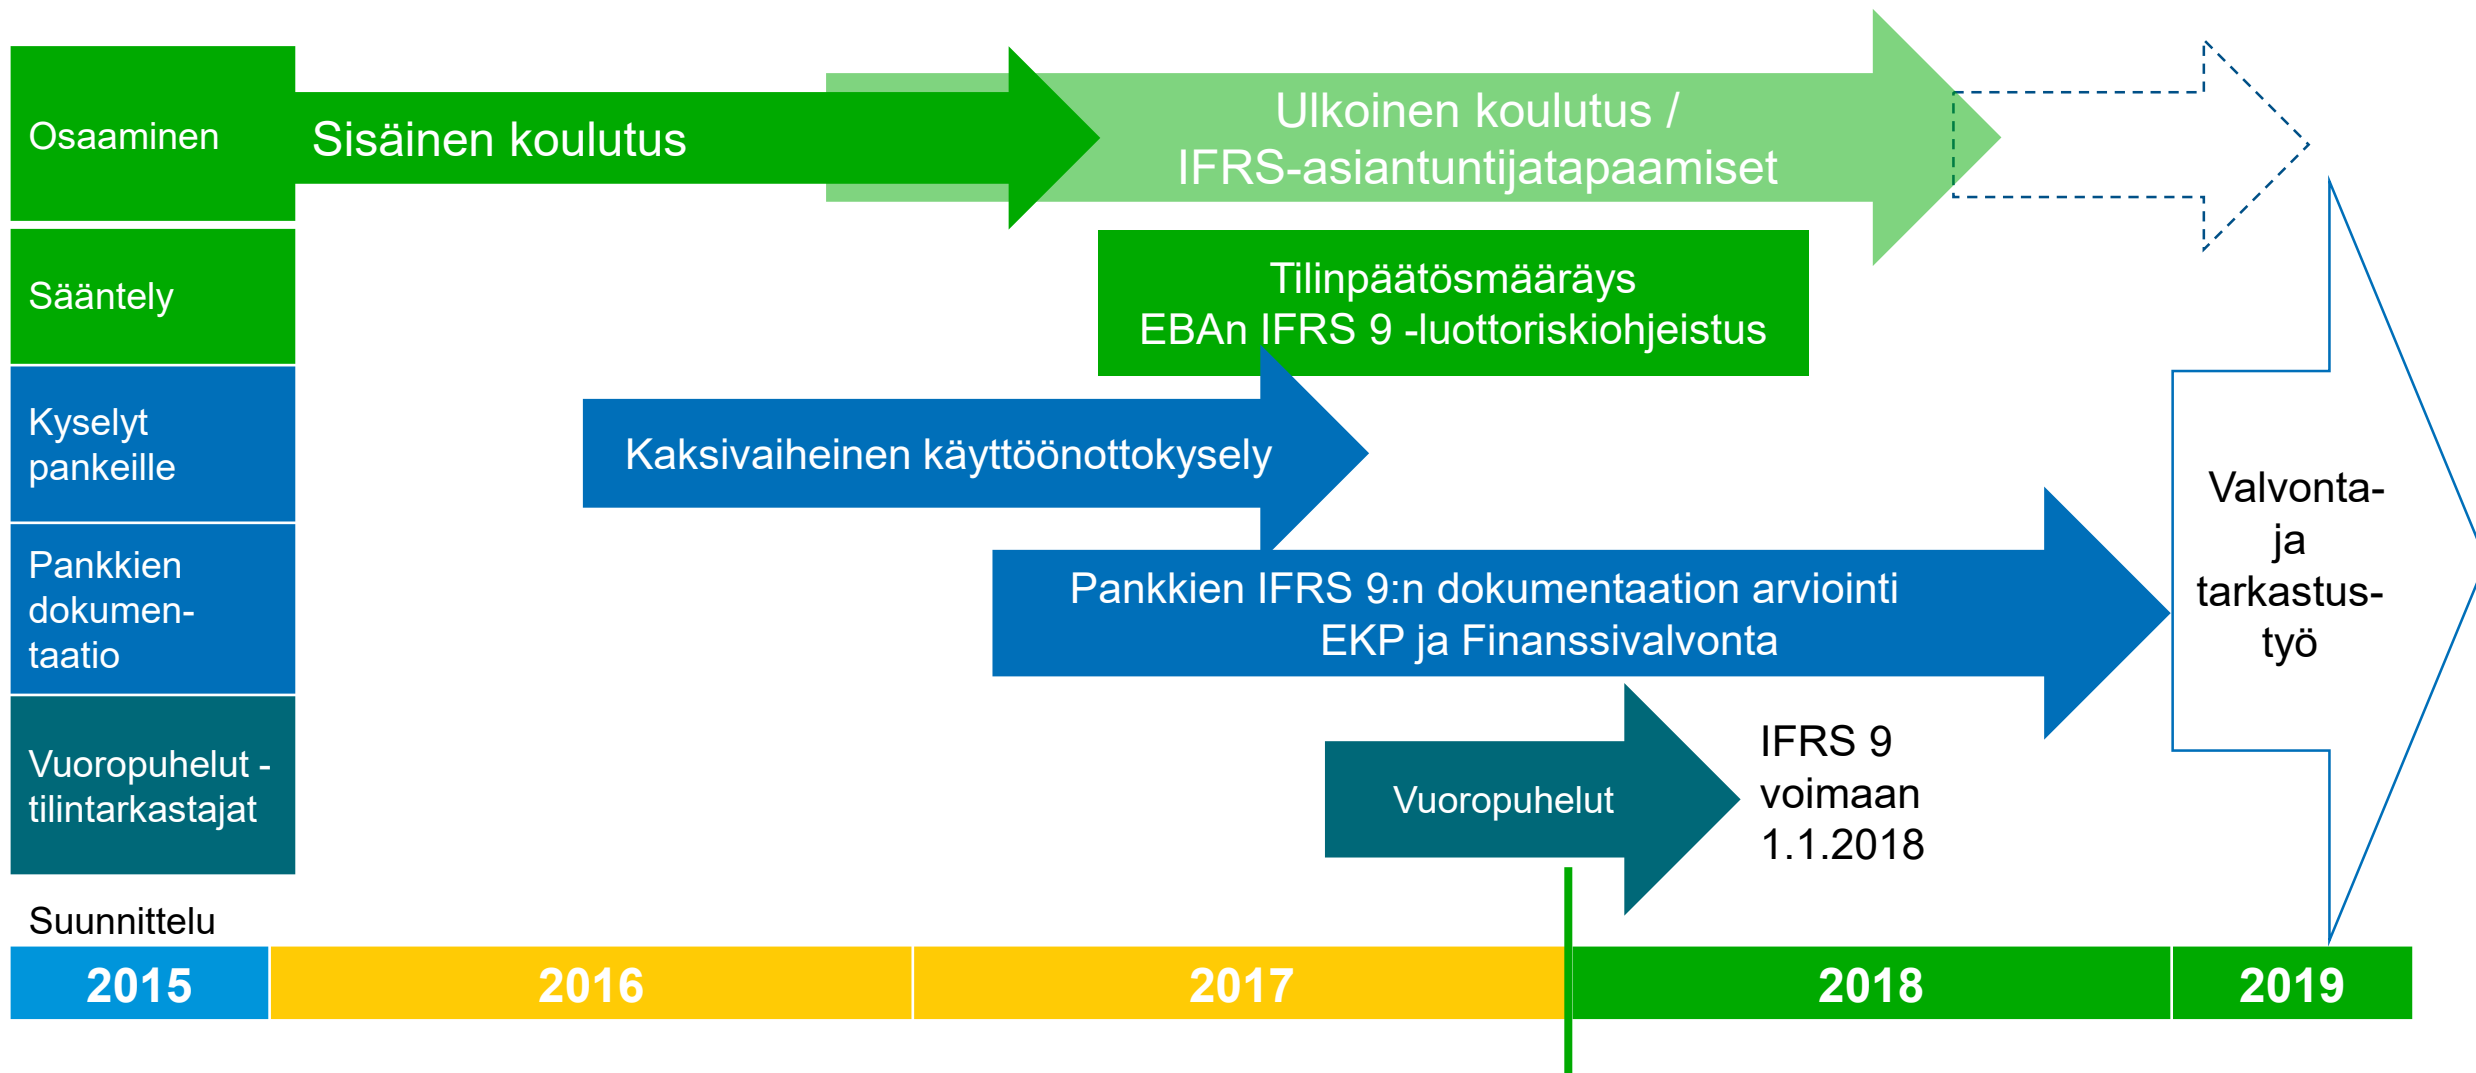 Osaaminen
Sisäinen koulutus
Ulkoinen koulutus /
IFRS-asiantuntijatapaamiset
Sääntely
Tilinpäätösmääräys
EBAn IFRS 9 -luottoriskiohjeistus
Kyselyt
pankeille
Kaksivaiheinen käyttöönottokysely
Pankkien
dokumen-
taatio
Pankkien IFRS 9:n dokumentaation arviointi
EKP ja Finanssivalvonta
Valvonta-
ja
tarkastus-
työ
Vuoropuhelut -
tilintarkastajat
Vuoropuhelut
IFRS 9
voimaan
1.1.2018
Suunnittelu
2015
2016
2017
2018
2019